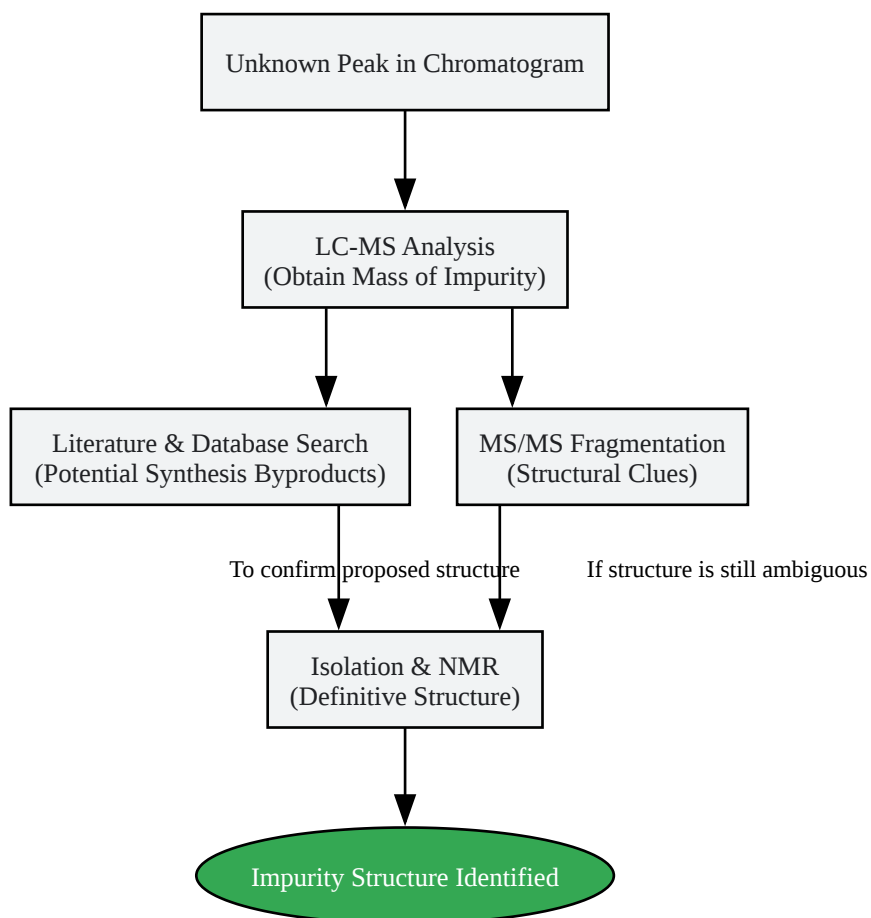 Unknown Peak in Chromatogram
LC-MS Analysis
(Obtain Mass of Impurity)
Literature & Database Search
(Potential Synthesis Byproducts)
MS/MS Fragmentation
(Structural Clues)
To confirm proposed structure
If structure is still ambiguous
Isolation & NMR
(Definitive Structure)
Impurity Structure Identified